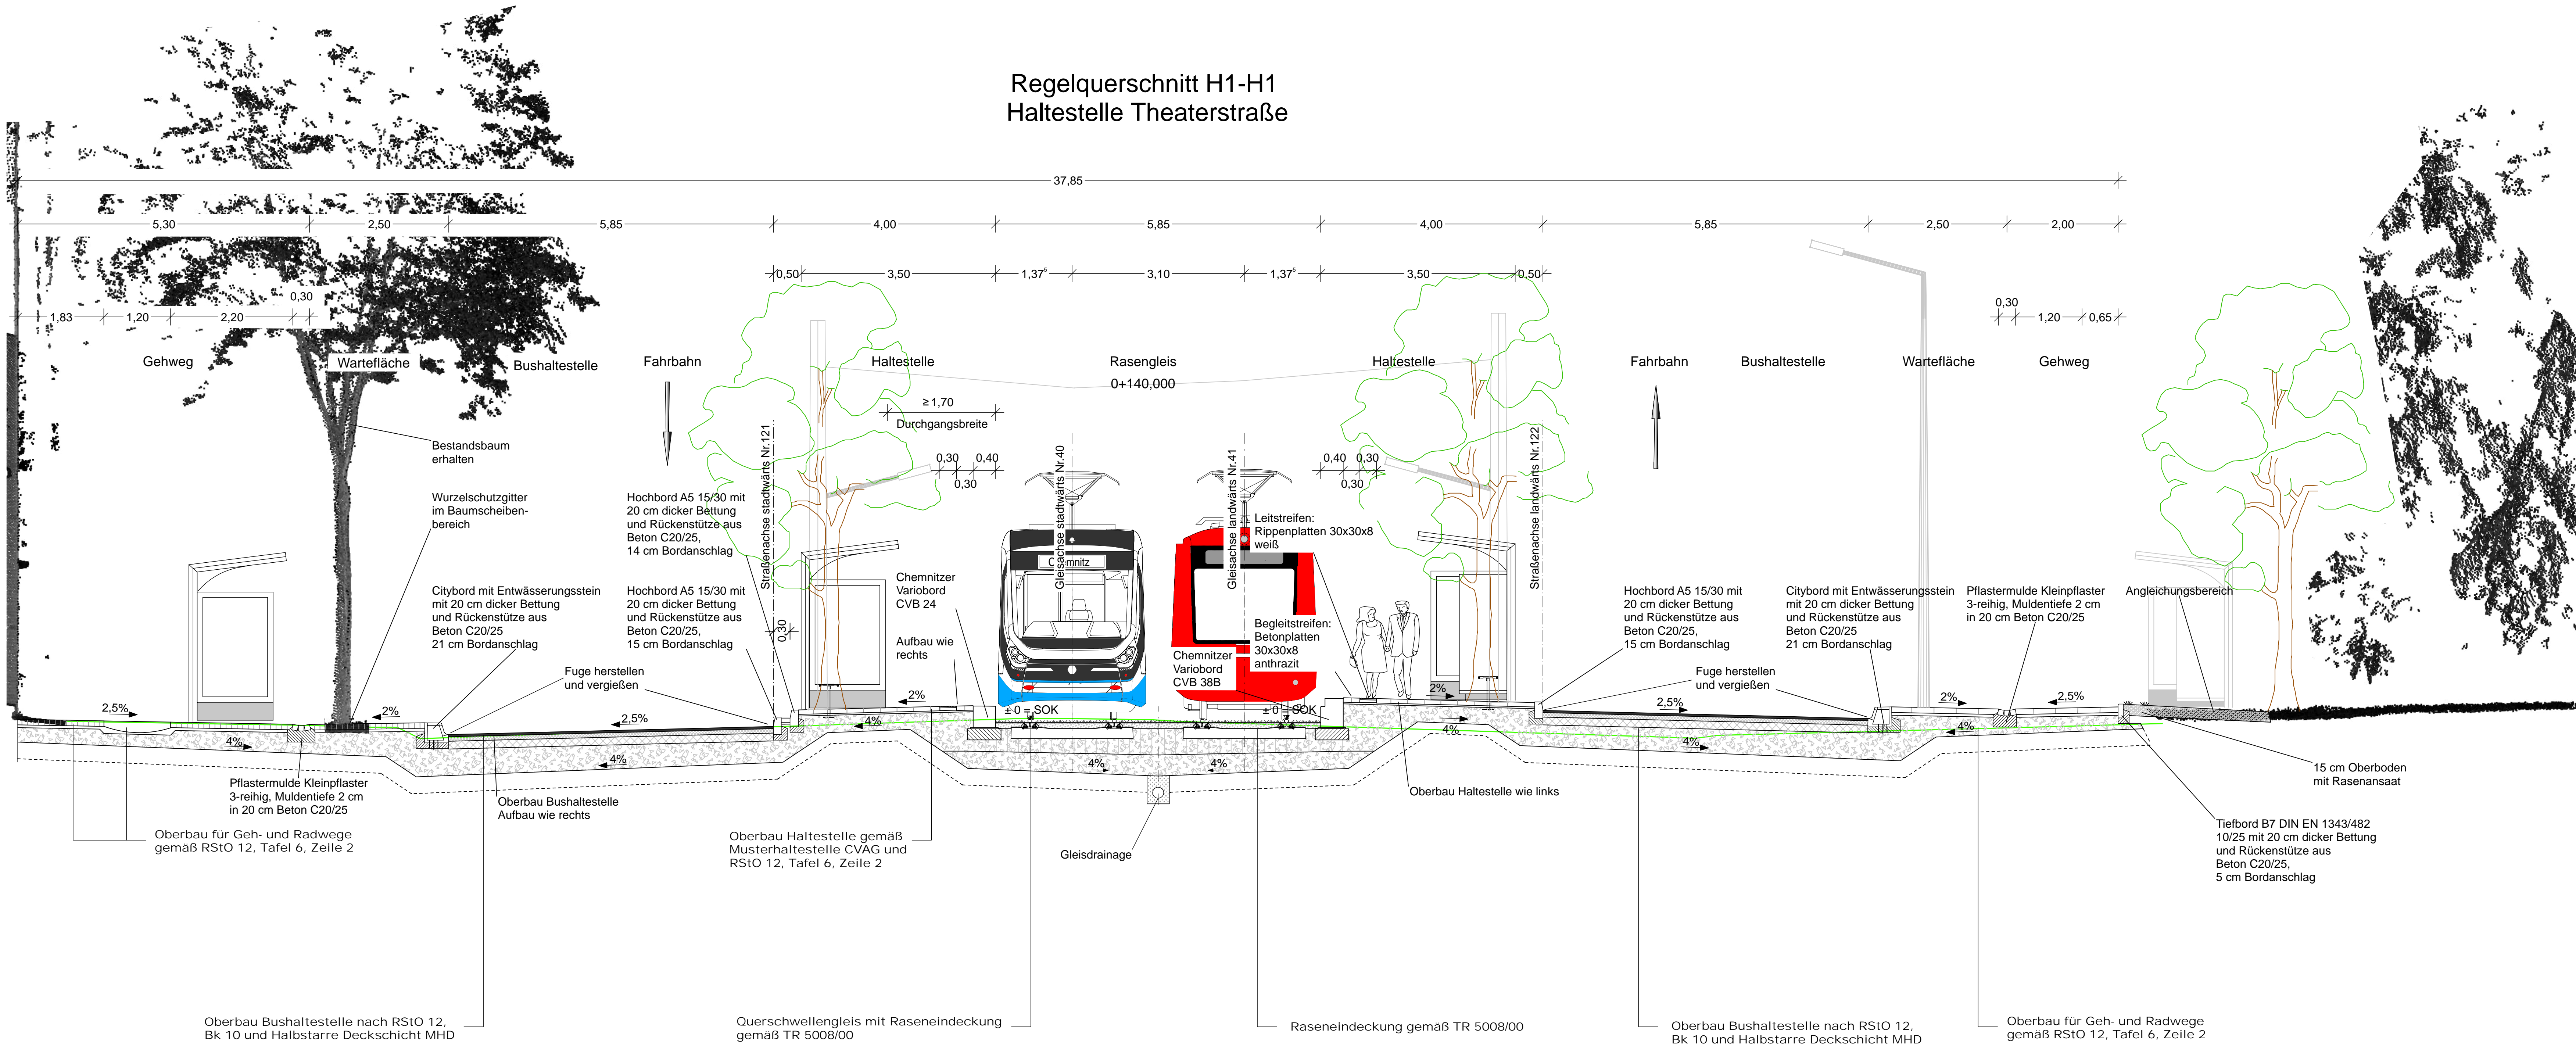 Regelquerschnitt H1-H1
Haltestelle Theaterstraße
37,85
5,30
2,50
5,85
4,00
5,85
4,00
5,85
2,50
2,00
0,50
3,50
1,37⁵
3,10
1,37⁵
3,50
0,50
0,30
1,83
1,20
2,20
0,30
1,20
0,65
Gehweg
Wartefläche
Bushaltestelle
Fahrbahn
Haltestelle
Rasengleis
0+140,000
Haltestelle
Fahrbahn
Bushaltestelle
Wartefläche
Gehweg
≥1,70
Durchgangsbreite
0,30
0,40
0,30
0,40
0,30
0,30
Straßenachse stadtwärts Nr.121
Gleisachse stadtwärts Nr.40
Gleisachse landwärts Nr.41
Straßenachse landwärts Nr.122
Bestandsbaum
erhalten
Wurzelschutzgitter
im Baumscheiben-
bereich
Hochbord A5 15/30 mit
20 cm dicker Bettung
und Rückenstütze aus
Beton C20/25,
14 cm Bordanschlag
Citybord mit Entwässerungsstein
mit 20 cm dicker Bettung
und Rückenstütze aus
Beton C20/25
21 cm Bordanschlag
Hochbord A5 15/30 mit
20 cm dicker Bettung
und Rückenstütze aus
Beton C20/25,
15 cm Bordanschlag
0,30
Fuge herstellen
und vergießen
Chemnitzer
Variobord
CVB 24
Aufbau wie
rechts
Leitstreifen:
Rippenplatten 30x30x8
weiß
Begleitstreifen:
Betonplatten
30x30x8
anthrazit
Chemnitzer
Variobord
CVB 38B
Hochbord A5 15/30 mit
20 cm dicker Bettung
und Rückenstütze aus
Beton C20/25,
15 cm Bordanschlag
Fuge herstellen
und vergießen
Citybord mit Entwässerungsstein
mit 20 cm dicker Bettung
und Rückenstütze aus
Beton C20/25
21 cm Bordanschlag
Pflastermulde Kleinpflaster
3-reihig, Muldentiefe 2 cm
in 20 cm Beton C20/25
Angleichungsbereich
2,5%
2%
2,5%
2%
± 0 = SOK
± 0 = SOK
2%
2,5%
2%
2,5%
4%
4%
4%
4%
4%
4%
4%
4%
Pflastermulde Kleinpflaster
3-reihig, Muldentiefe 2 cm
in 20 cm Beton C20/25
Oberbau Bushaltestelle
Aufbau wie rechts
Oberbau für Geh- und Radwege
gemäß RStO 12, Tafel 6, Zeile 2
Oberbau Haltestelle gemäß
Musterhaltestelle CVAG und
RStO 12, Tafel 6, Zeile 2
Gleisdrainage
Oberbau Haltestelle wie links
15 cm Oberboden
mit Rasenansaat
Tiefbord B7 DIN EN 1343/482
10/25 mit 20 cm dicker Bettung
und Rückenstütze aus
Beton C20/25,
5 cm Bordanschlag
Oberbau Bushaltestelle nach RStO 12,
Bk 10 und Halbstarre Deckschicht MHD
Querschwellengleis mit Raseneindeckung
gemäß TR 5008/00
Raseneindeckung gemäß TR 5008/00
Oberbau Bushaltestelle nach RStO 12,
Bk 10 und Halbstarre Deckschicht MHD
Oberbau für Geh- und Radwege
gemäß RStO 12, Tafel 6, Zeile 2